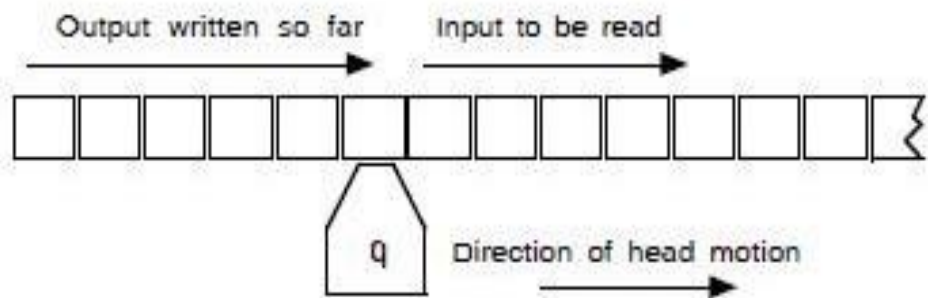 Output written so far
Input to be read
q
Direction of head motion